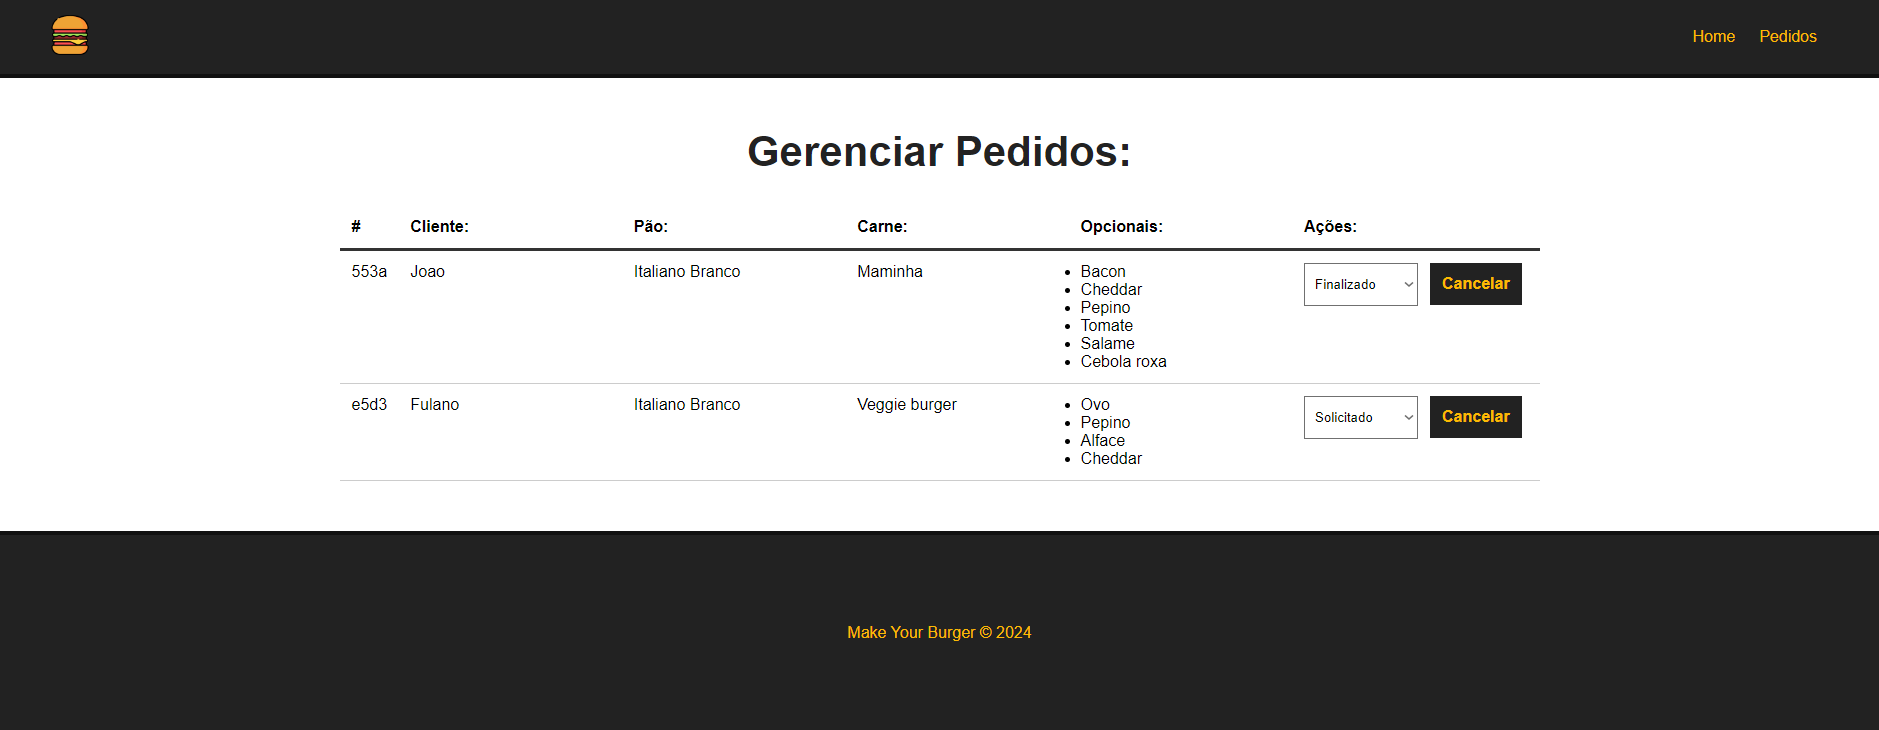 Home Pedidos
Gerenciar Pedidos:
# Cliente: Pão: Carne: Opcionais: Ações:
553a Joao Italiano Branco Maminha Bacon Finalizado Cancelar
Cheddar
Pepino
Tomate
Salame
Cebola roxa
e5d3 Fulano Italiano Branco Veggie burger Ovo Solicitado Cancelar
Pepino
Alface
Cheddar
Make Your Burger © 2024